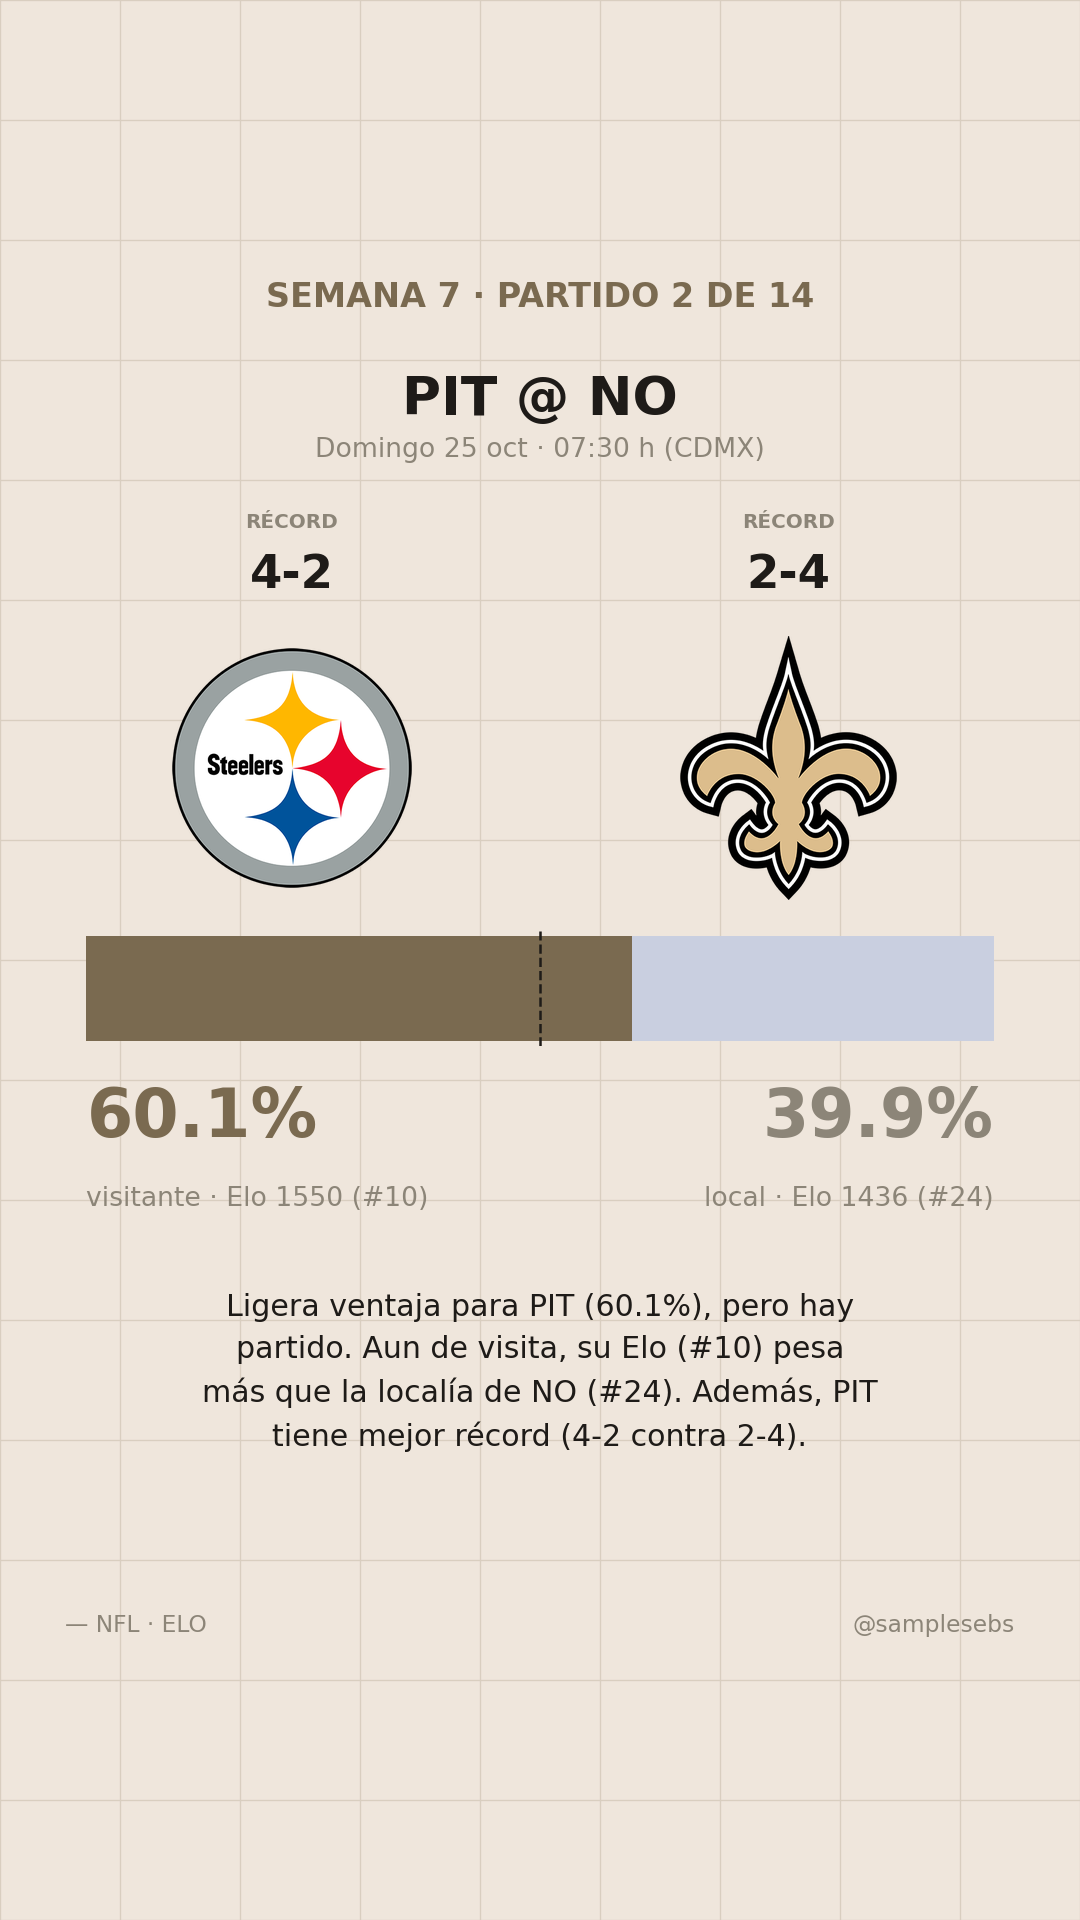 SEMANA 7 · PARTIDO 2 DE 14
PIT @ NO
Domingo 25 oct · 07:30 h (CDMX)
RÉCORD
4-2
RÉCORD
2-4
Steelers
60.1%
39.9%
visitante · Elo 1550 (#10)
local · Elo 1436 (#24)
Ligera ventaja para PIT (60.1%), pero hay
partido. Aun de visita, su Elo (#10) pesa
más que la localía de NO (#24). Además, PIT
tiene mejor récord (4-2 contra 2-4).
— NFL · ELO
@samplesebs